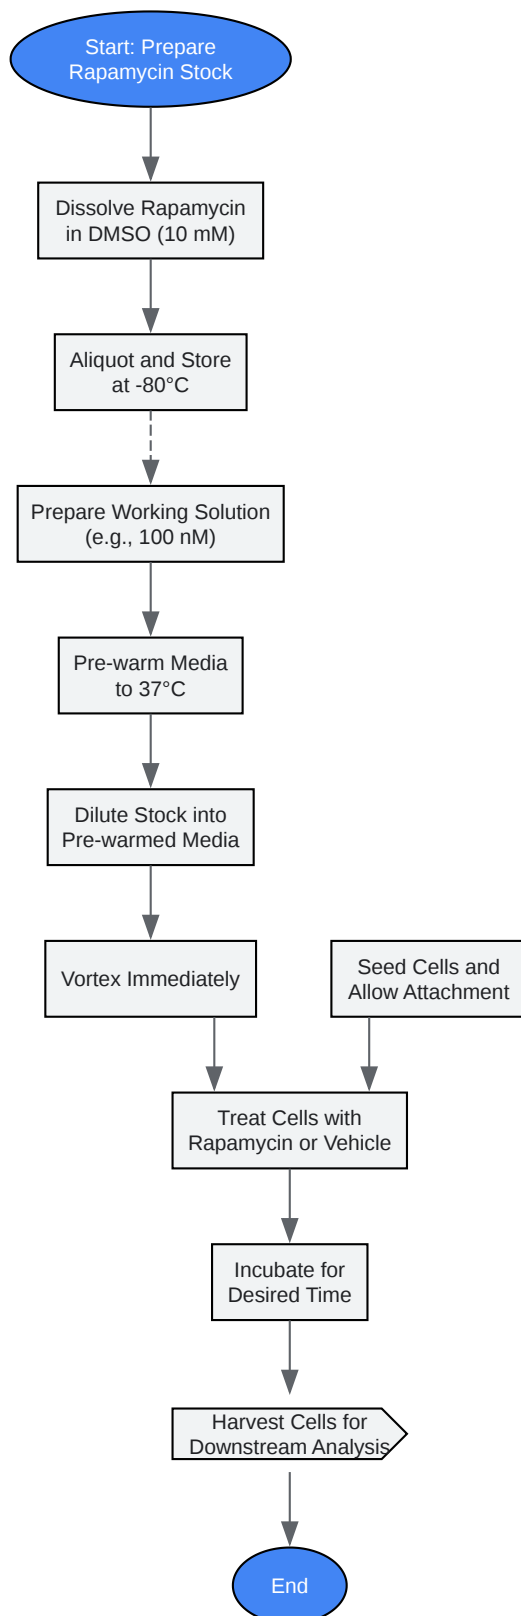 Start: Prepare
Rapamycin Stock
Dissolve Rapamycin
in DMSO (10 mM)
Aliquot and Store
at -80°C
Prepare Working Solution
(e.g., 100 nM)
Pre-warm Media
to 37°C
Dilute Stock into
Pre-warmed Media
Vortex Immediately
Seed Cells and
Allow Attachment
Treat Cells with
Rapamycin or Vehicle
Incubate for
Desired Time
Harvest Cells for
Downstream Analysis
End